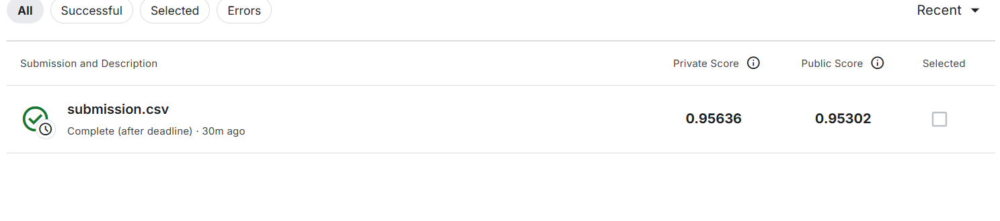 All Successful Selected Errors Recent
Submission and Description Private Score Public Score Selected
submission.csv 0.95636 0.95302
Complete (after deadline) · 30m ago